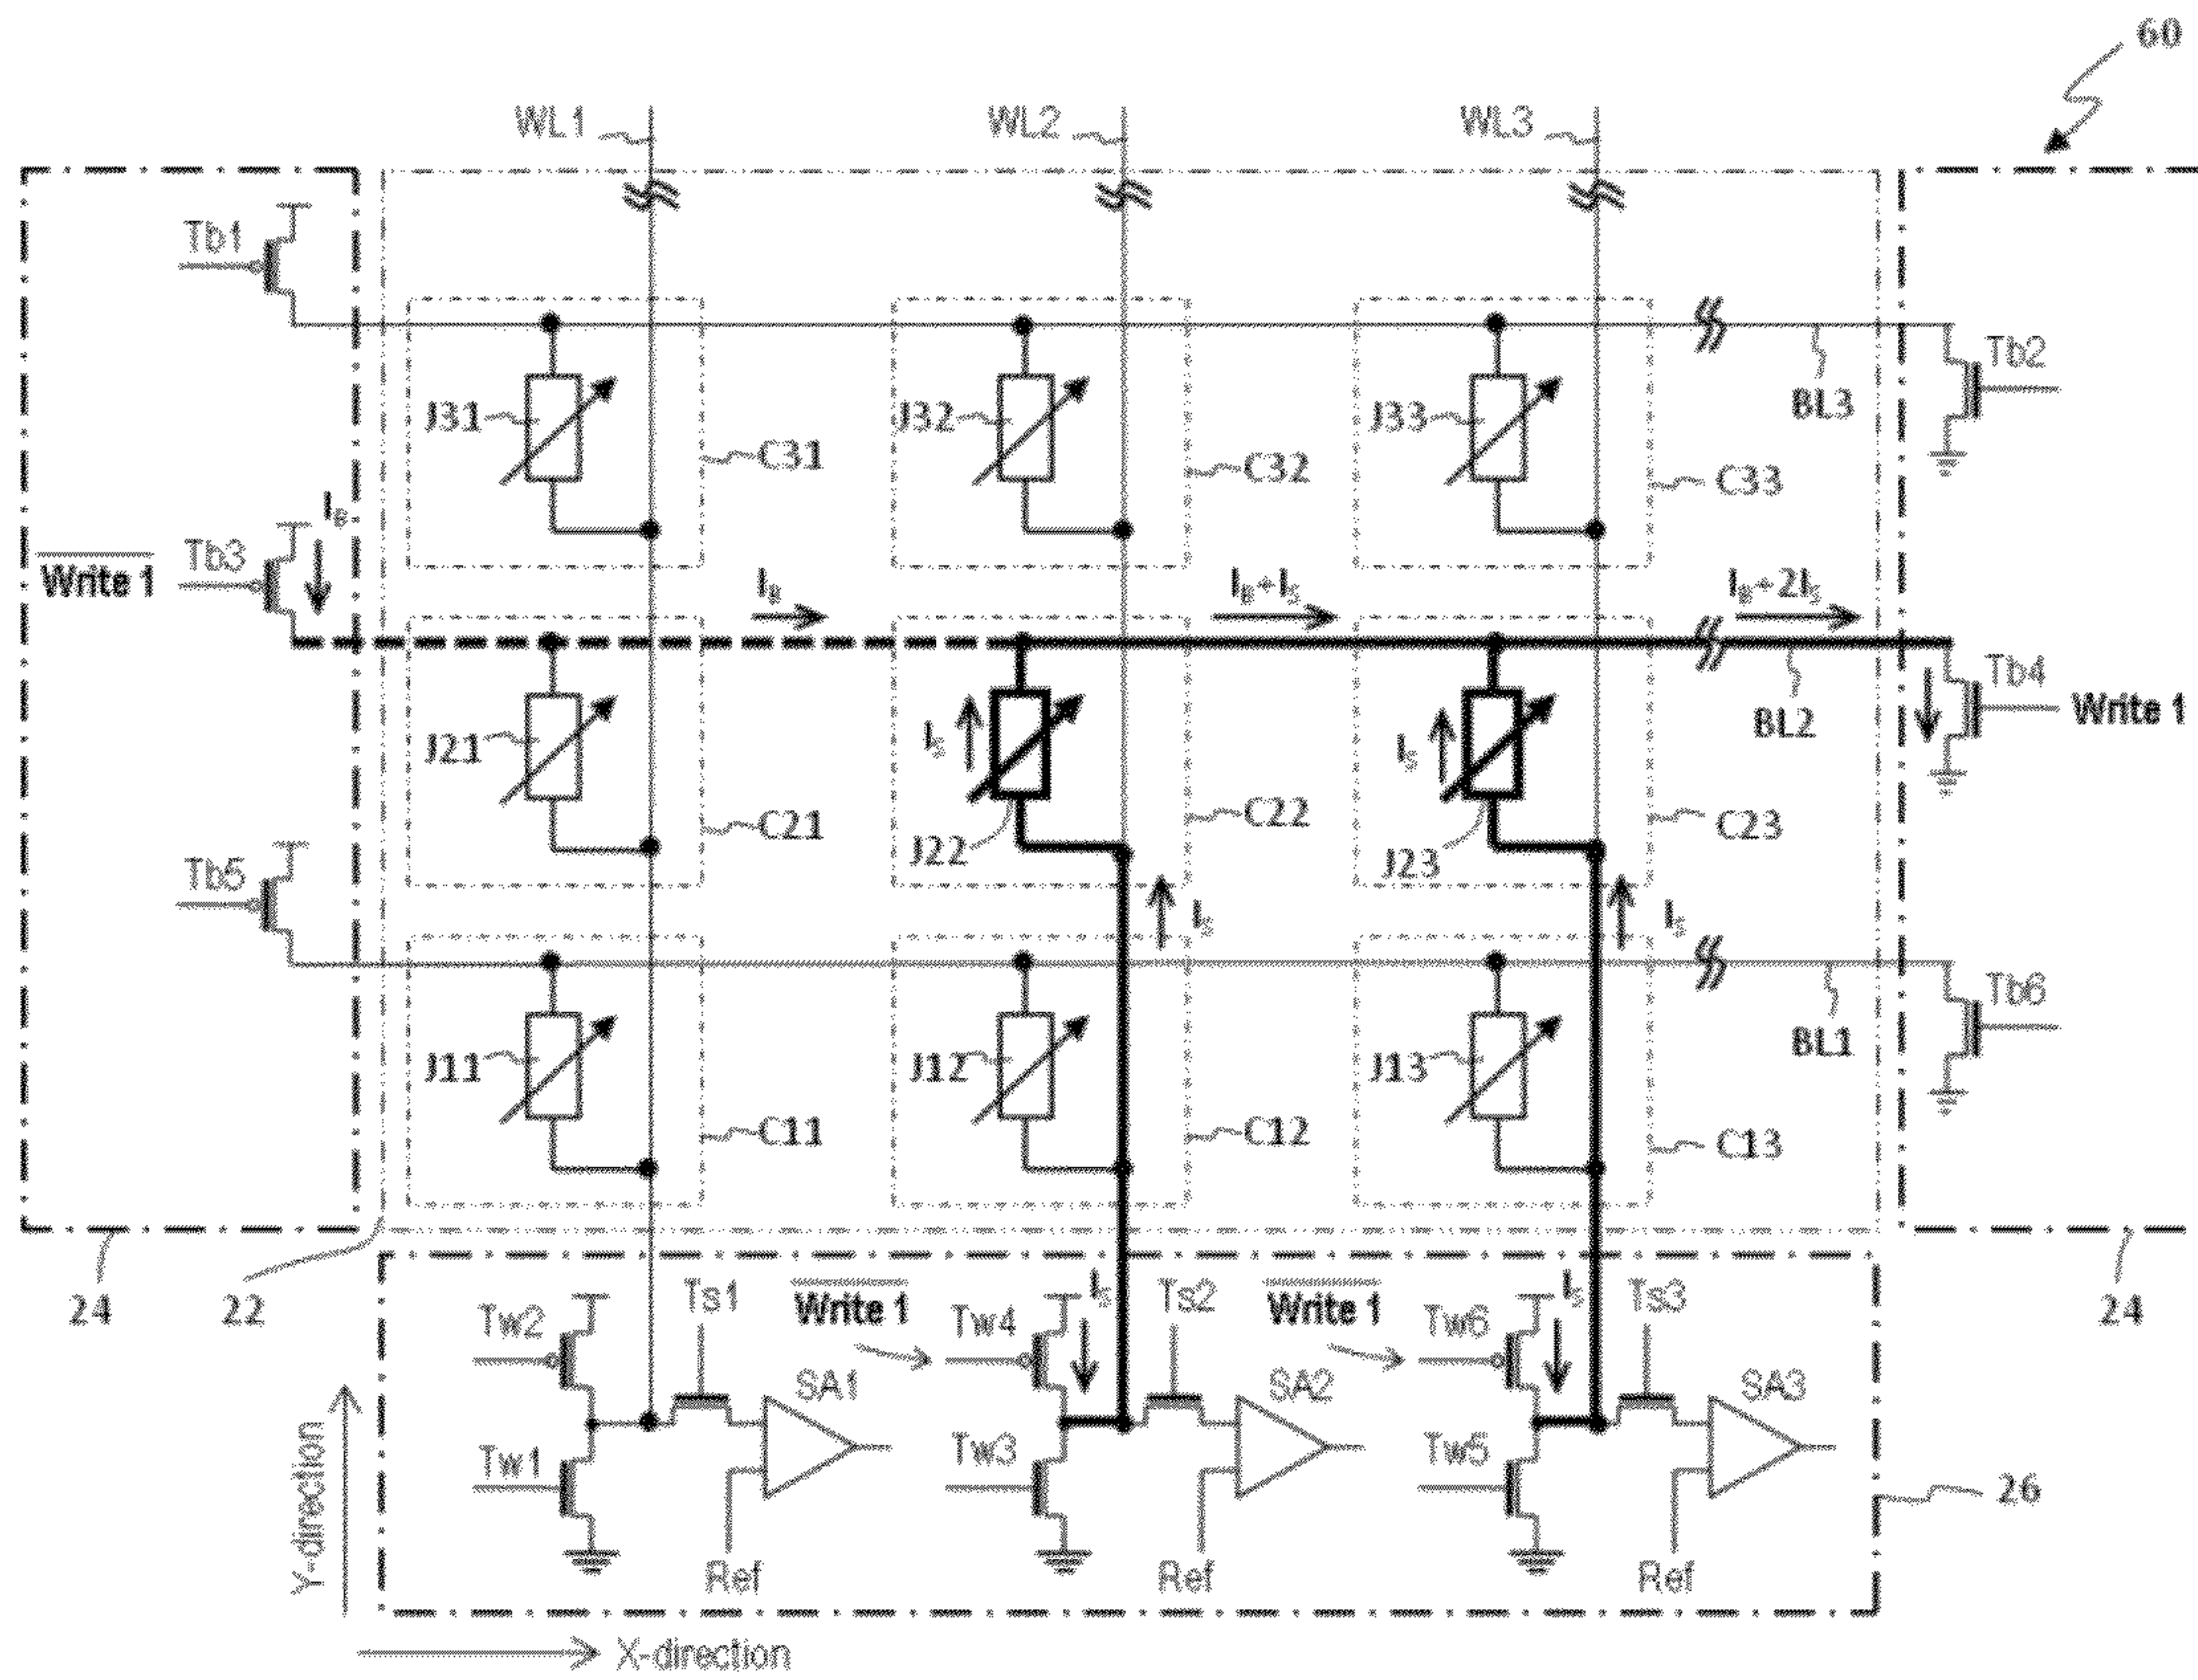 60
WL1
WL2
WL3
Tb1
Tb2
J31
J32
J33
BL3
C31
C32
C33
I_B
Write 1
Tb3
I_B
I_B+I_S
I_B+2I_S
Tb4
Write 1
J21
I_S
I_S
BL2
C21
C22
C23
J22
J23
Tb5
I_S
I_S
Tb6
J11
J12
J13
BL1
C11
C12
C13
24
22
24
Tw2
Ts1
Write 1
Tw4
I_S
Ts2
Write 1
Tw6
I_S
Ts3
SA1
SA2
SA3
Tw1
Tw3
Tw5
26
Ref
Ref
Ref
Y-direction
X-direction